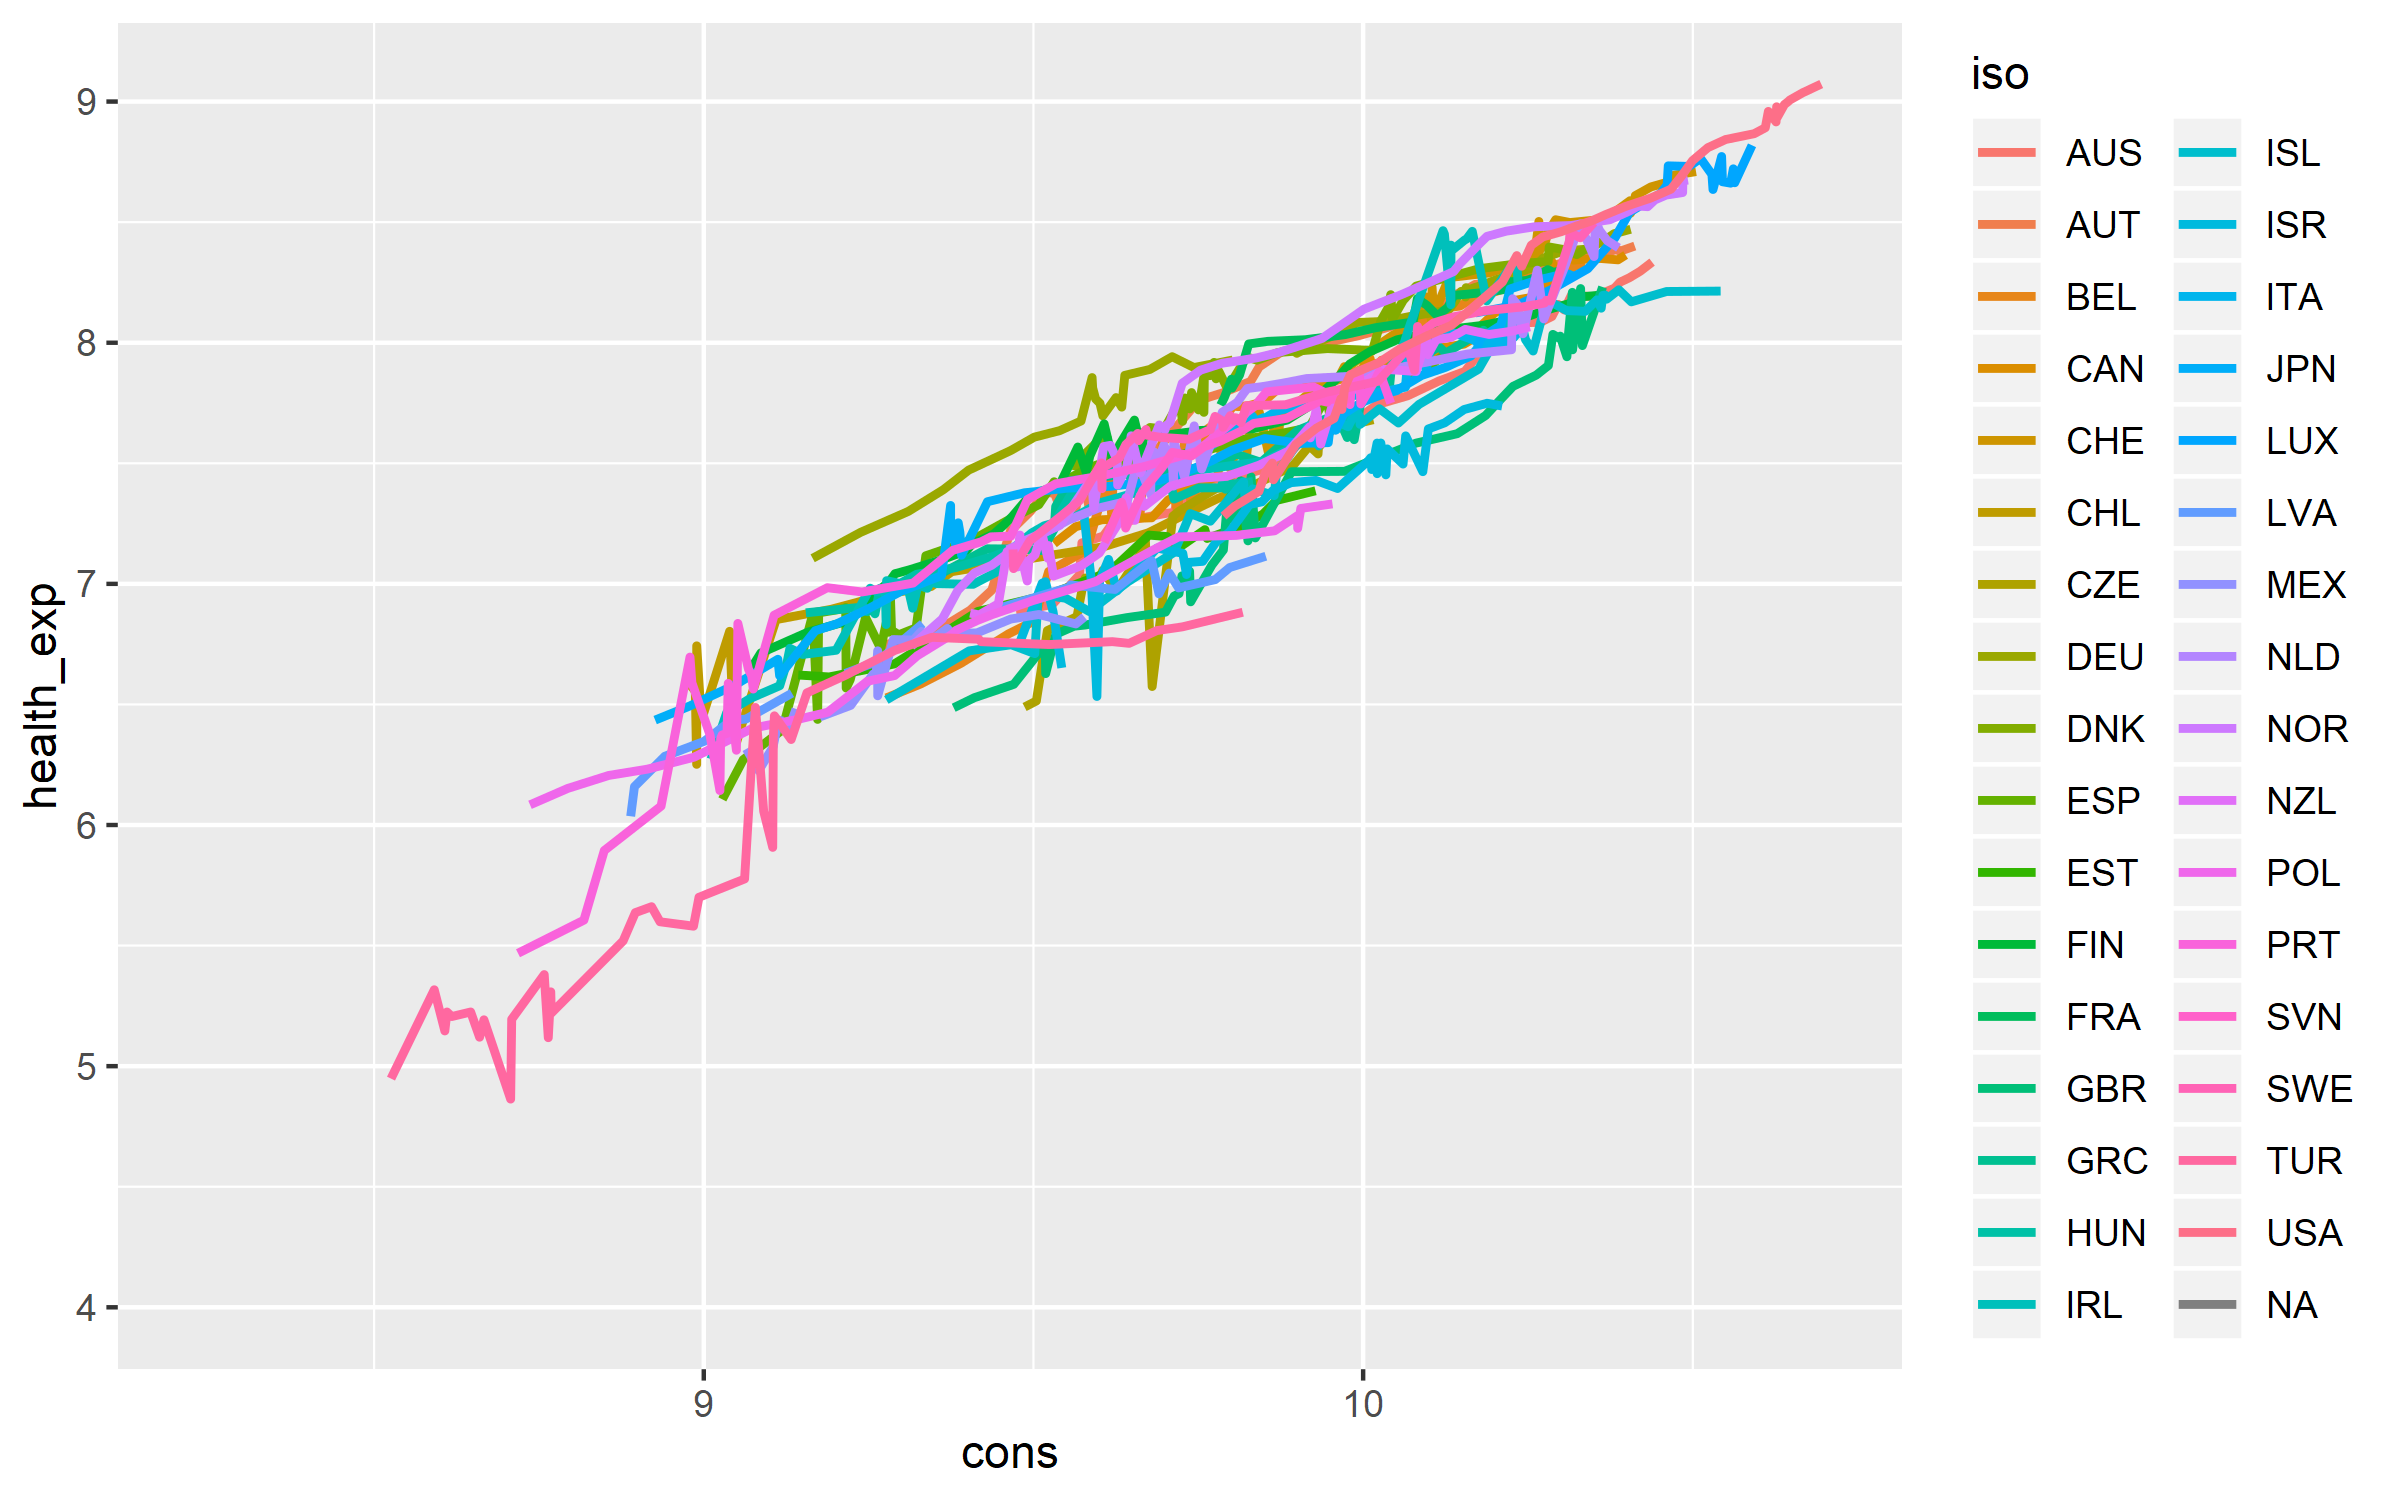 health_exp
9
8
7
6
5
4
9
10
cons
iso
AUS
AUT
BEL
CAN
CHE
CHL
CZE
DEU
DNK
ESP
EST
FIN
FRA
GBR
GRC
HUN
IRL
ISL
ISR
ITA
JPN
LUX
LVA
MEX
NLD
NOR
NZL
POL
PRT
SVN
SWE
TUR
USA
NA